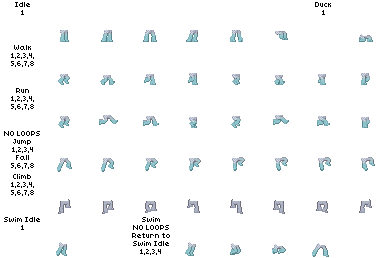 Idle
1
Duck
1
Walk
1,2,3,4,
5,6,7,8
Run
1,2,3,4,
5,6,7,8
NO LOOPS
Jump
1,2,3,4
Fall
5,6,7,8
Climb
1,2,3,4,
5,6,7,8
Swim Idle
1
Swim
NO LOOPS
Return to
Swim Idle
1,2,3,4